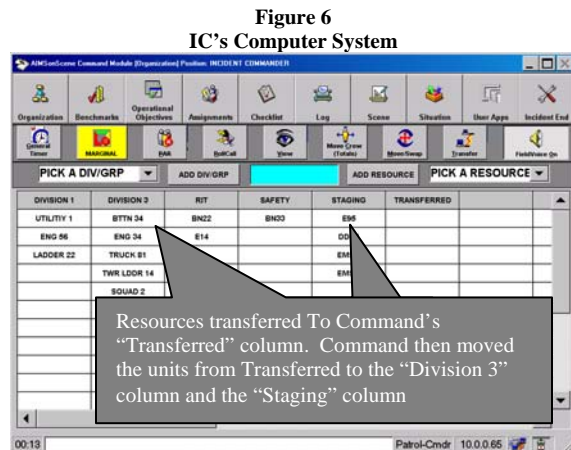 Figure 6
IC's Computer System
AIMSonScene Command Module [Organization] Position: INCIDENT COMMANDER
Organization Benchmarks Operational Objectives Assignments Checklist Log Scene Situation User Apps Incident End
General Timer MARGINAL PAR RollCall View Move Crew (Totals) Move/Swap Transfer FieldVoice On
PICK A DIV/GRP ADD DIV/GRP ADD RESOURCE PICK A RESOURCE
DIVISION 1 DIVISION 3 RIT SAFETY STAGING TRANSFERRED
UTILITIY 1 BTTN 34 BN22 BN33 E95
ENG 56 ENG 34 E14
LADDER 22 TRUCK 81
TWR LDDR 14
SQUAD 2
Resources transferred To Command's
"Transferred" column. Command then moved
the units from Transferred to the "Division 3"
column and the "Staging" column
00:13 Patrol-Cmdr 10.0.0.65